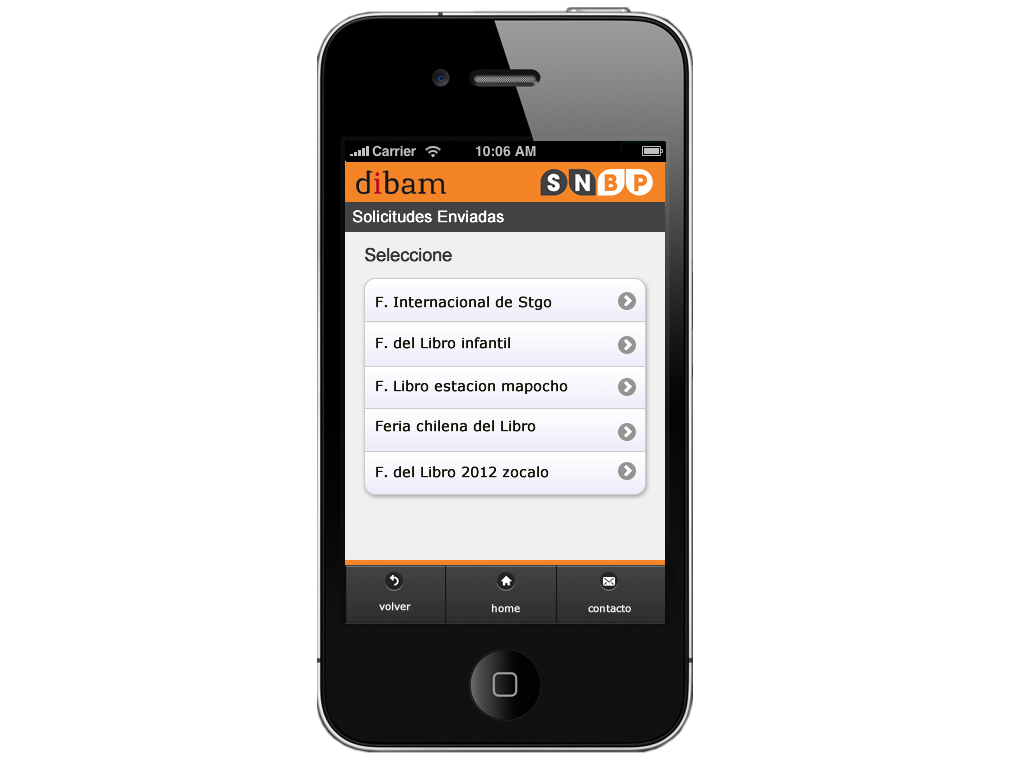 Carrier 10:06 AM
dibam SNBP
Solicitudes Enviadas
Seleccione
F. Internacional de Stgo
F. del Libro infantil
F. Libro estacion mapocho
Feria chilena del Libro
F. del Libro 2012 zocalo
volver home contacto